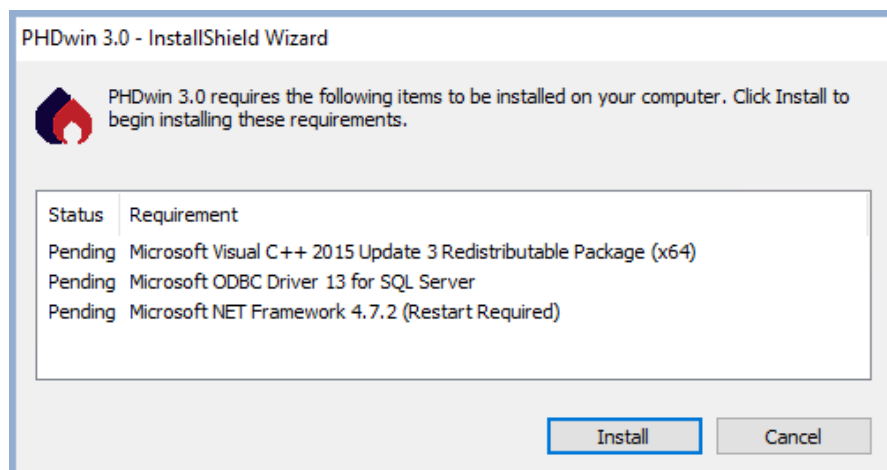 PHDwin 3.0 - InstallShield Wizard
PHDwin 3.0 requires the following items to be installed on your computer. Click Install to
begin installing these requirements.
Status Requirement
Pending Microsoft Visual C++ 2015 Update 3 Redistributable Package (x64)
Pending Microsoft ODBC Driver 13 for SQL Server
Pending Microsoft NET Framework 4.7.2 (Restart Required)
Install Cancel